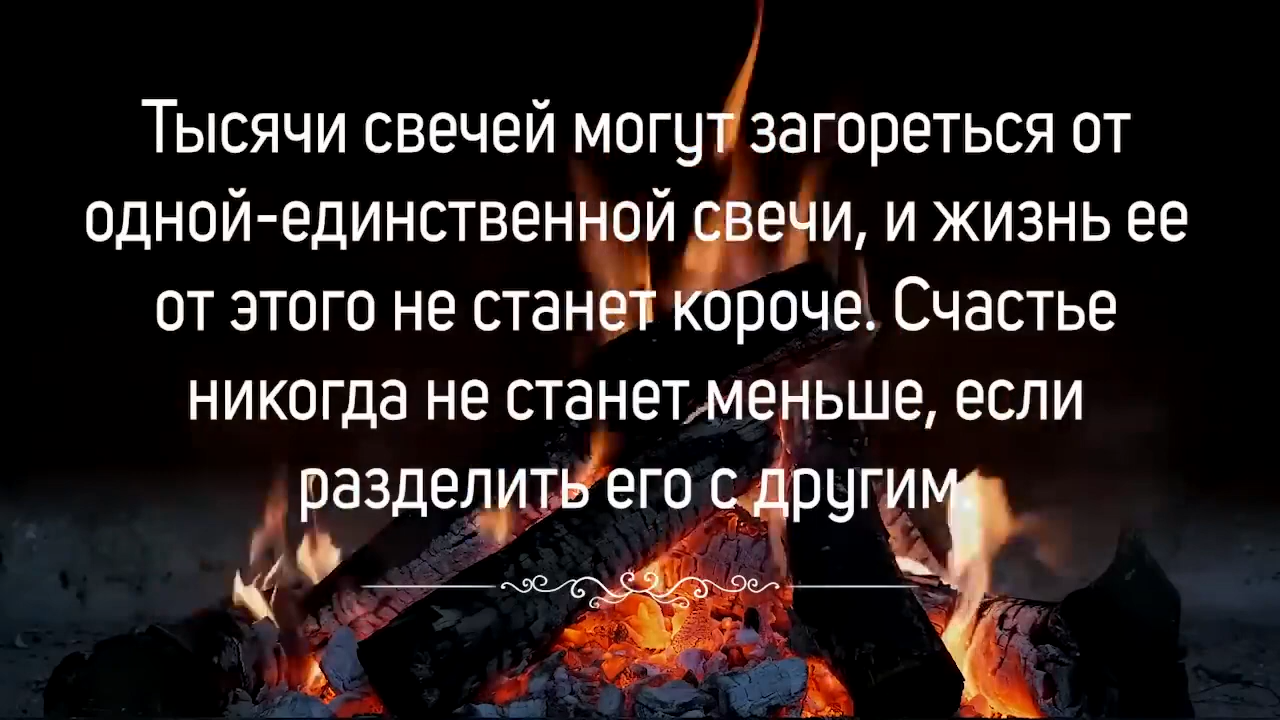 Тысячи свечей могут загореться от
одной-единственной свечи, и жизнь ее
от этого не станет короче. Счастье
никогда не станет меньше, если
разделить его с другим.